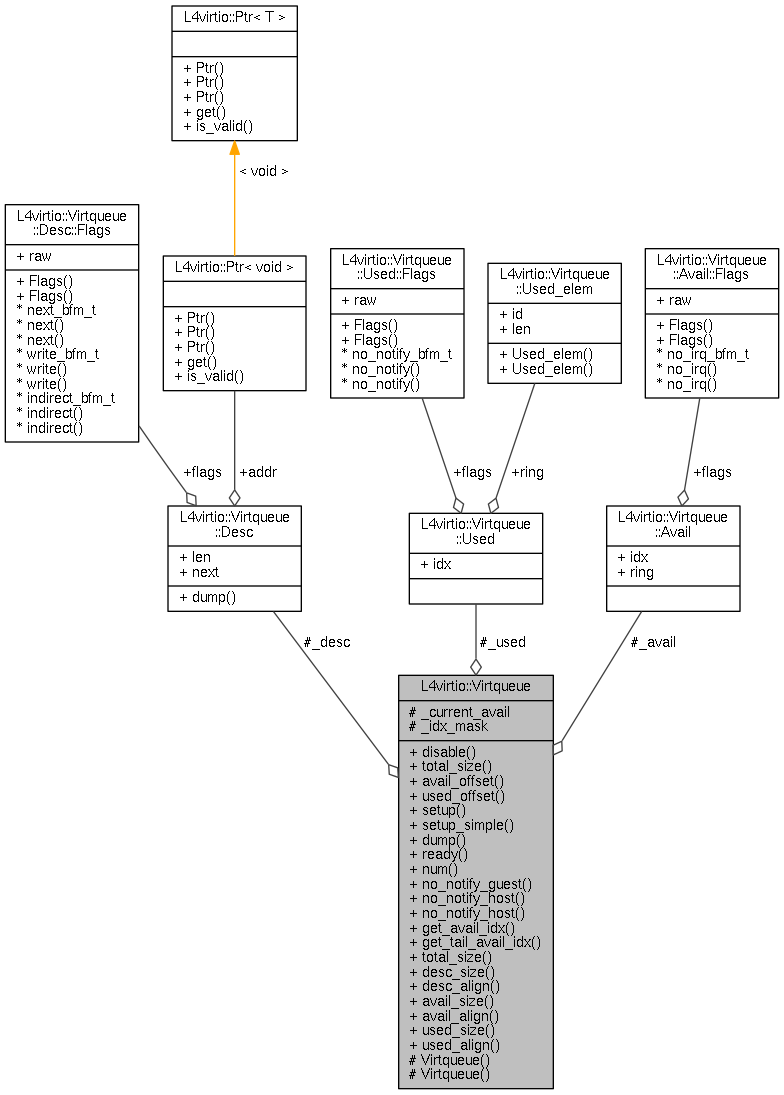 L4virtio::Ptr< T >
+ Ptr()
+ Ptr()
+ Ptr()
+ get()
+ is_valid()
< void >
L4virtio::Virtqueue
::Desc::Flags
+ raw
+ Flags()
+ Flags()
* next_bfm_t
* next()
* next()
* write_bfm_t
* write()
* write()
* indirect_bfm_t
* indirect()
* indirect()
L4virtio::Ptr< void >
+ Ptr()
+ Ptr()
+ Ptr()
+ get()
+ is_valid()
L4virtio::Virtqueue
::Used::Flags
+ raw
+ Flags()
+ Flags()
* no_notify_bfm_t
* no_notify()
* no_notify()
L4virtio::Virtqueue
::Used_elem
+ id
+ len
+ Used_elem()
+ Used_elem()
L4virtio::Virtqueue
::Avail::Flags
+ raw
+ Flags()
+ Flags()
* no_irq_bfm_t
* no_irq()
* no_irq()
+flags
+addr
+flags
+ring
+flags
L4virtio::Virtqueue
::Desc
+ len
+ next
+ dump()
L4virtio::Virtqueue
::Used
+ idx
L4virtio::Virtqueue
::Avail
+ idx
+ ring
#_desc
#_used
#_avail
L4virtio::Virtqueue
# _current_avail
# _idx_mask
+ disable()
+ total_size()
+ avail_offset()
+ used_offset()
+ setup()
+ setup_simple()
+ dump()
+ ready()
+ num()
+ no_notify_guest()
+ no_notify_host()
+ no_notify_host()
+ get_avail_idx()
+ get_tail_avail_idx()
+ total_size()
+ desc_size()
+ desc_align()
+ avail_size()
+ avail_align()
+ used_size()
+ used_align()
# Virtqueue()
# Virtqueue()